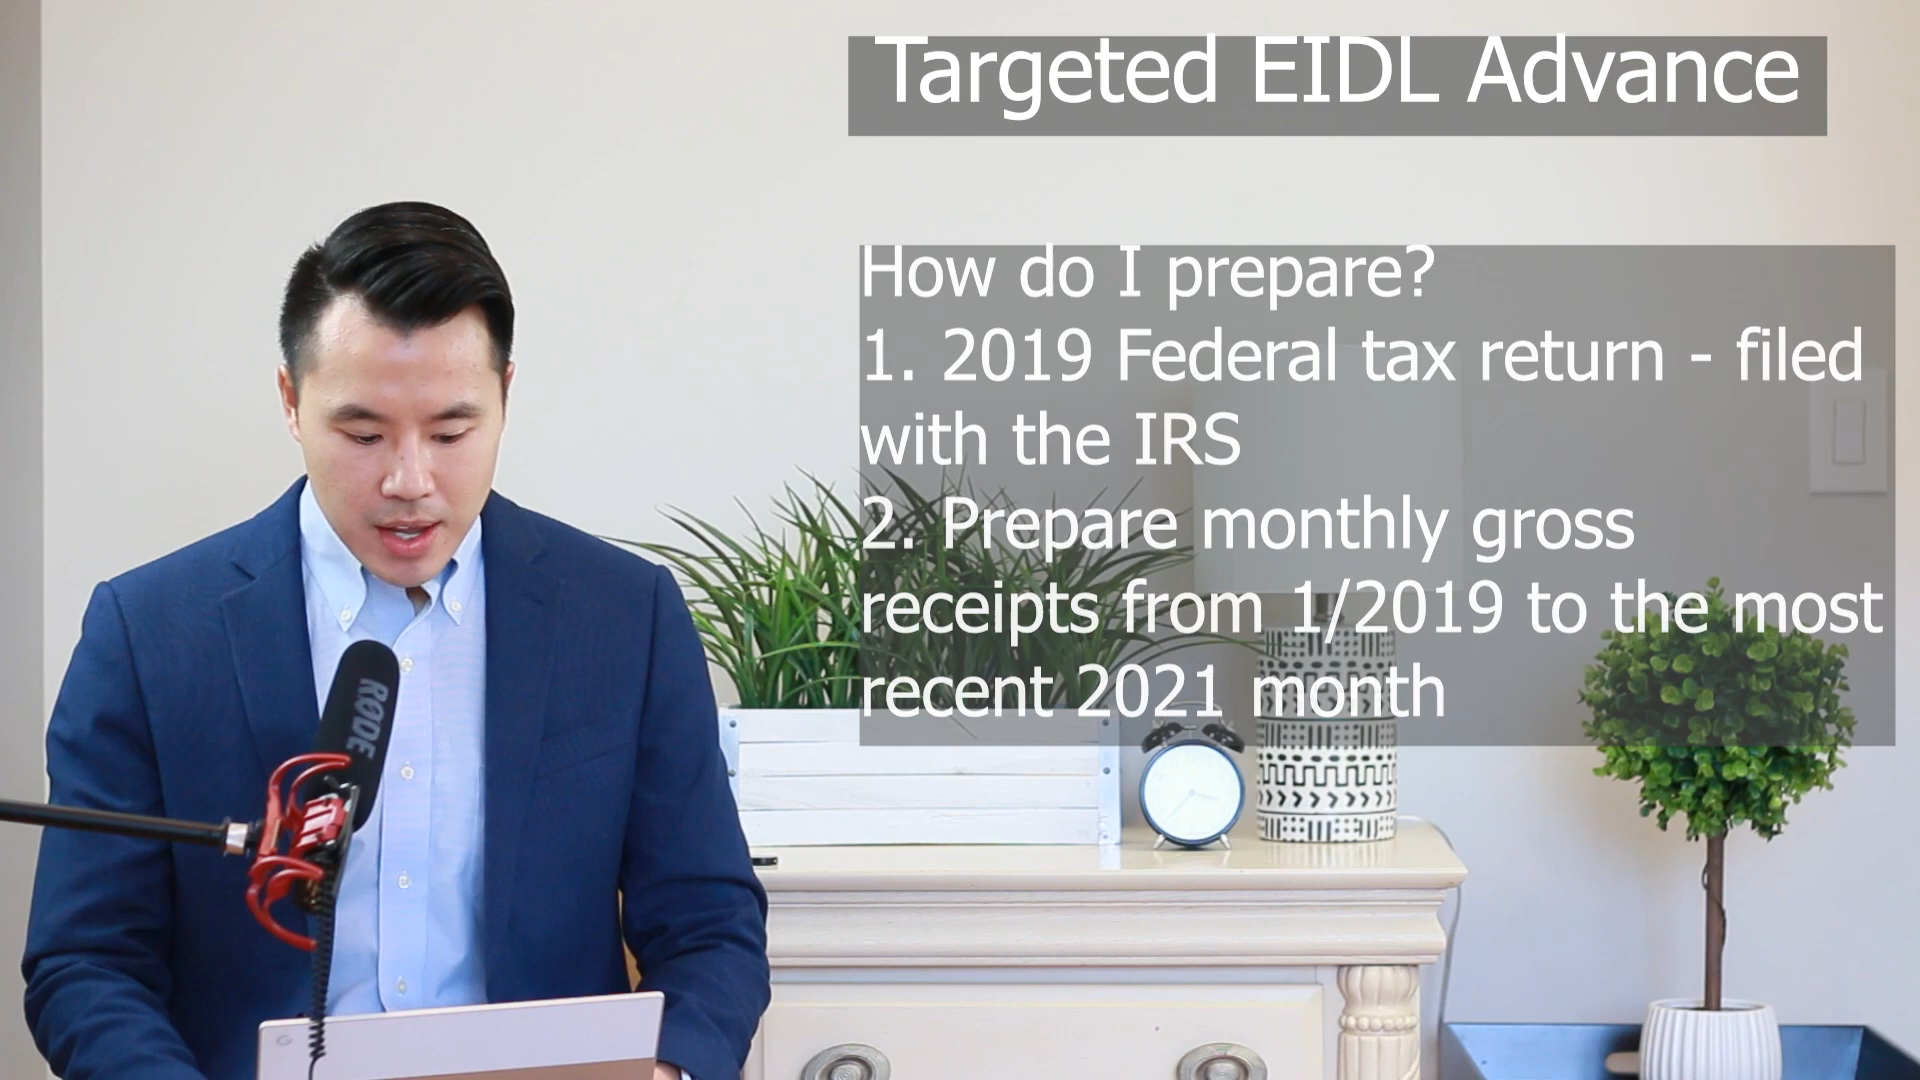 Targeted EIDL Advance
How do I prepare?
1. 2019 Federal tax return - filed
with the IRS
2. Prepare monthly gross
receipts from 1/2019 to the most
recent 2021 month
RØDE
G